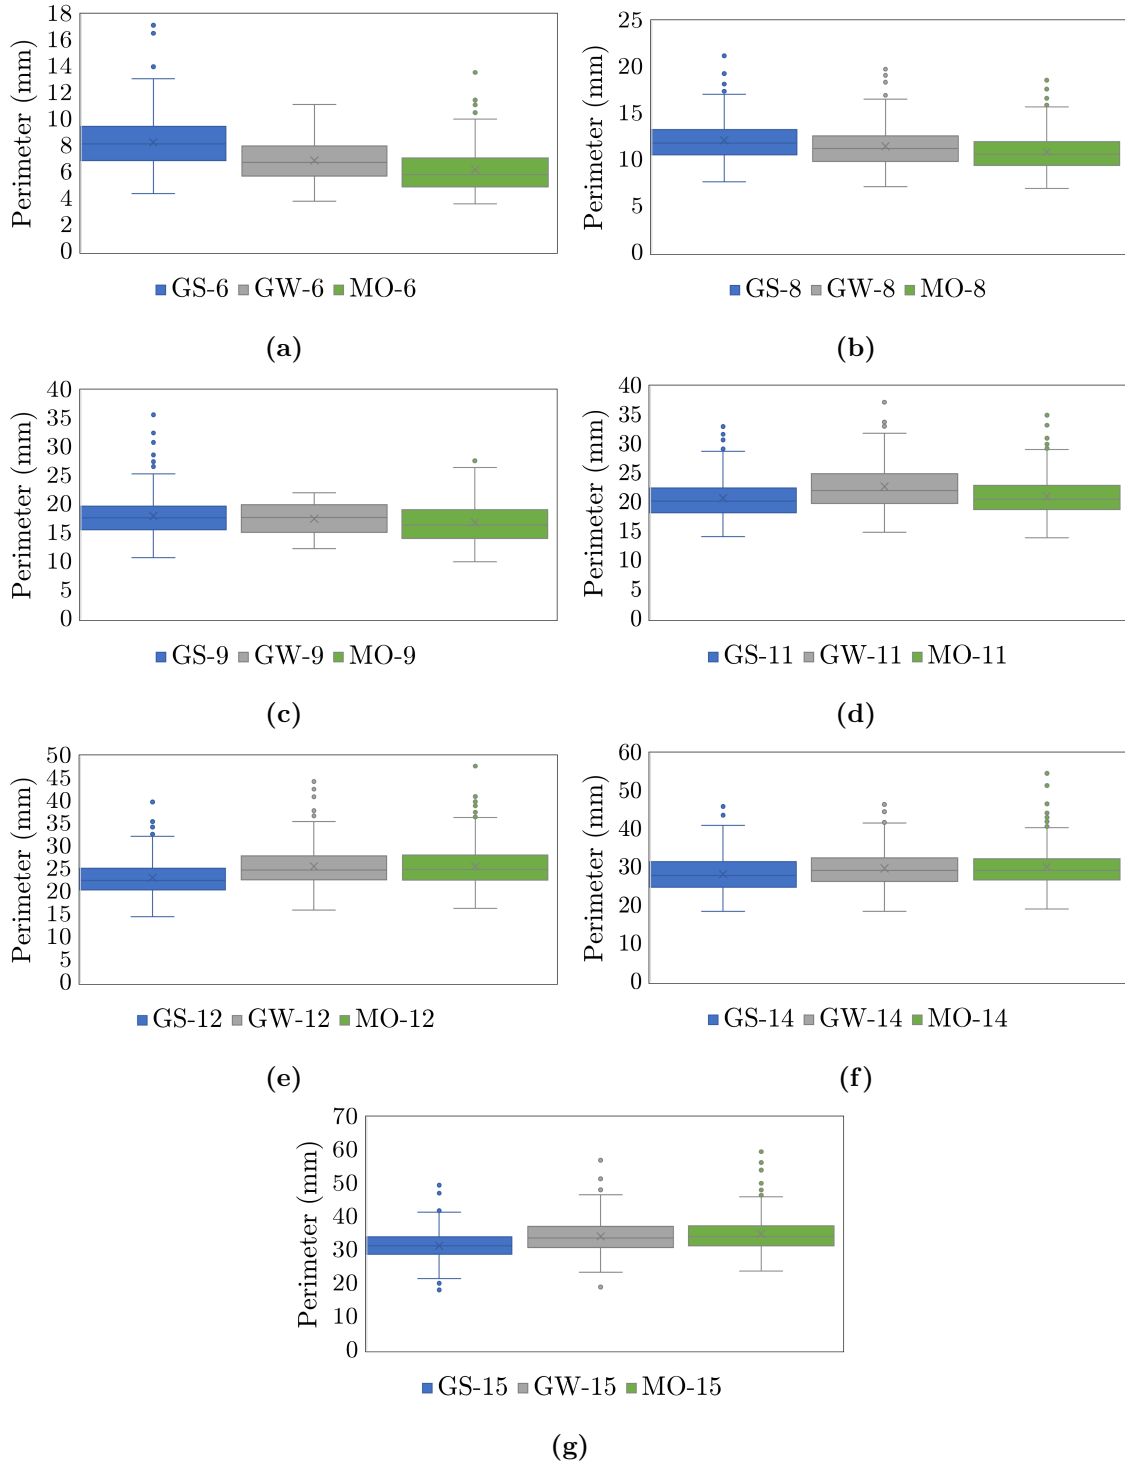 Perimeter (mm)
18
16
14
12
10
8
6
4
2
0
GS-6 GW-6 MO-6
(a)
Perimeter (mm)
25
20
15
10
5
0
GS-8 GW-8 MO-8
(b)
Perimeter (mm)
40
35
30
25
20
15
10
5
0
GS-9 GW-9 MO-9
(c)
Perimeter (mm)
40
35
30
25
20
15
10
5
0
GS-11 GW-11 MO-11
(d)
Perimeter (mm)
50
45
40
35
30
25
20
15
10
5
0
GS-12 GW-12 MO-12
(e)
Perimeter (mm)
60
50
40
30
20
10
0
GS-14 GW-14 MO-14
(f)
Perimeter (mm)
70
60
50
40
30
20
10
0
GS-15 GW-15 MO-15
(g)